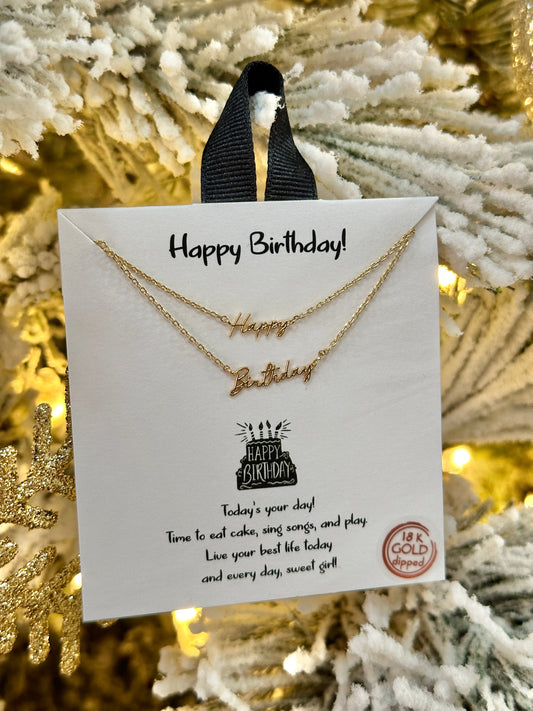 Happy Birthday!
Happy
Birthday
HAPPY
BIRTHDAY
Today's your day!
Time to eat cake, sing songs, and play.
Live your best life today
and every day, sweet girl!
18 K
GOLD
dipped